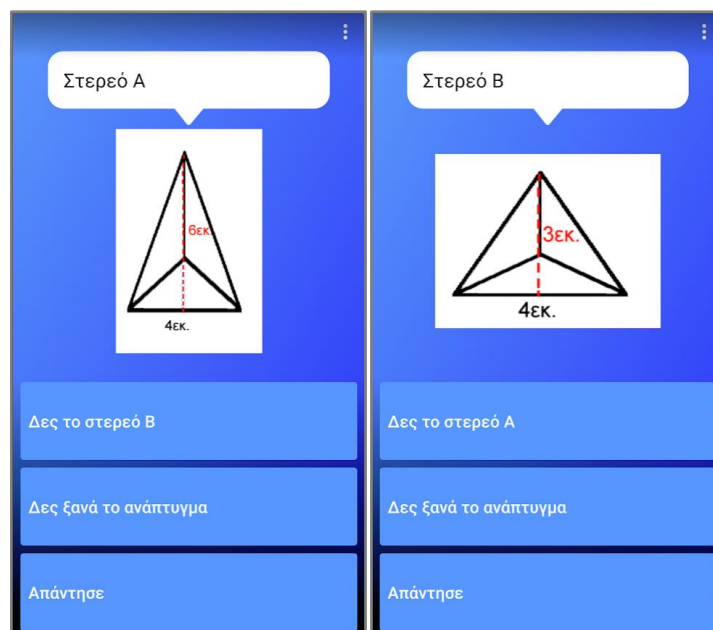 Στερεό Α
6εκ.
4εκ.
Δες το στερεό Β
Δες ξανά το ανάπτυγμα
Απάντησε
Στερεό Β
3εκ.
4εκ.
Δες το στερεό Α
Δες ξανά το ανάπτυγμα
Απάντησε